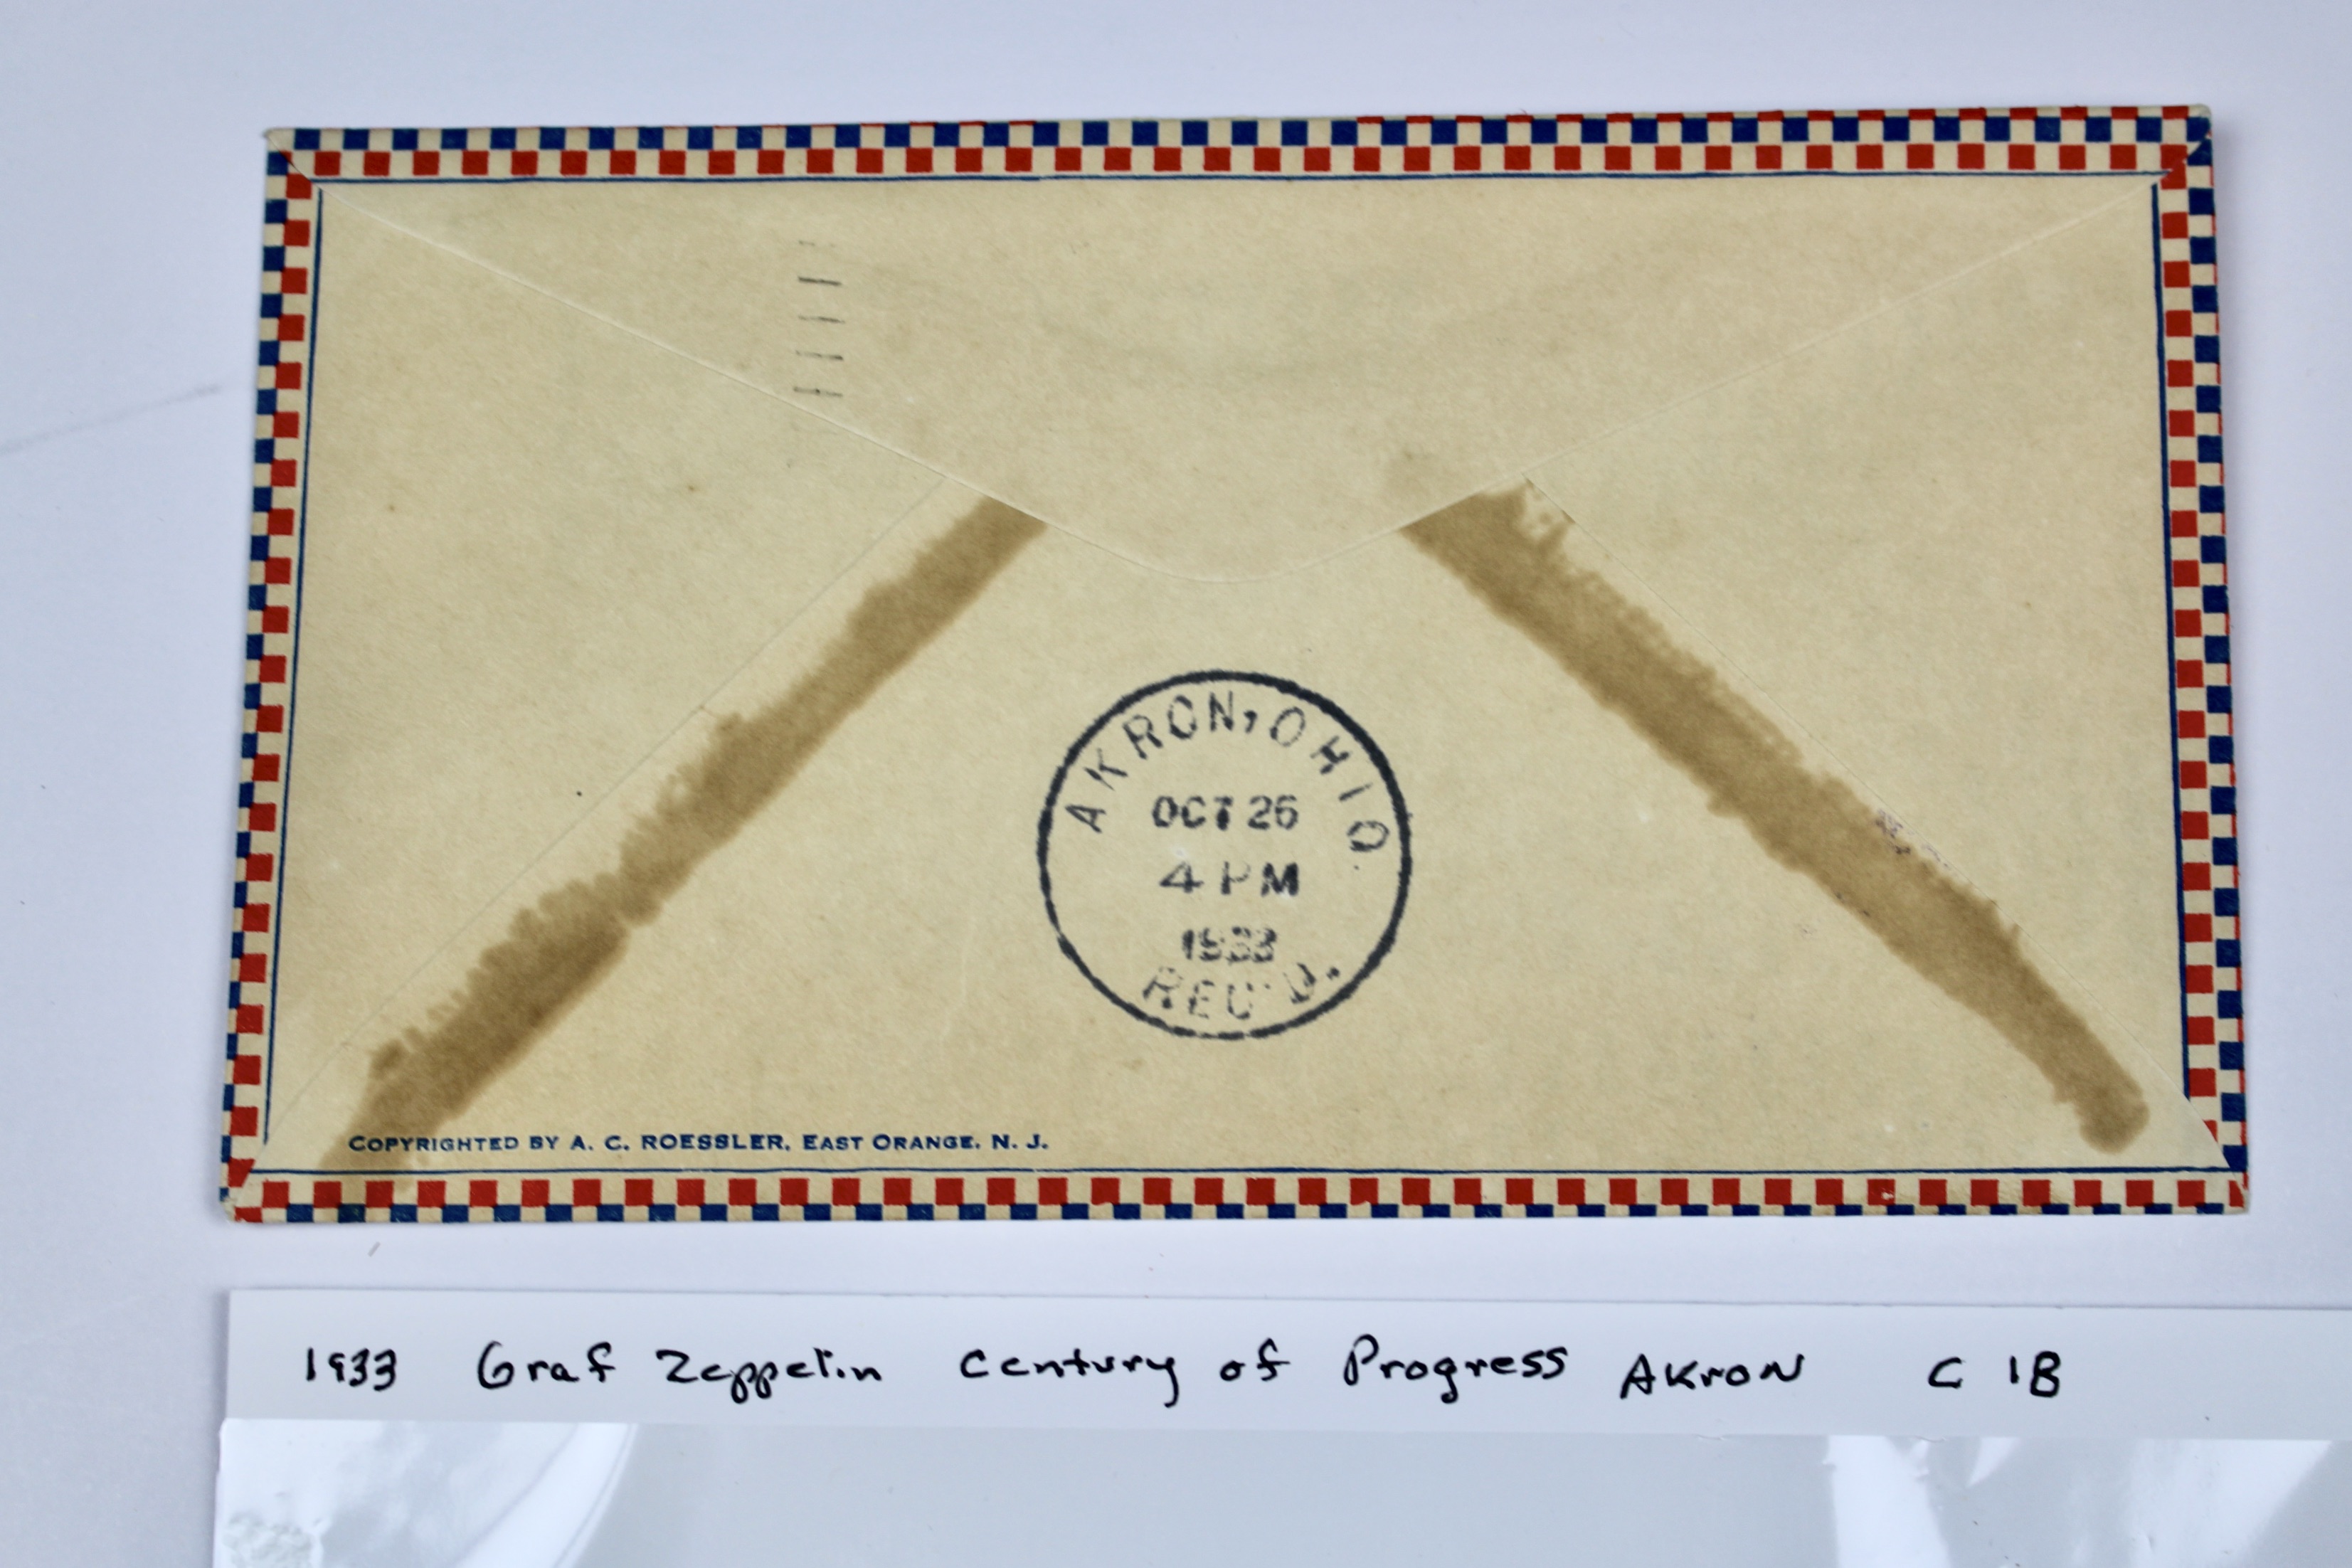 AKRON, OHIO
OCT 26
4 PM
1933
REC'D.
COPYRIGHTED BY A. C. ROESSLER, EAST ORANGE, N. J.
1933 Graf Zeppelin Century of Progress AKRON C 18